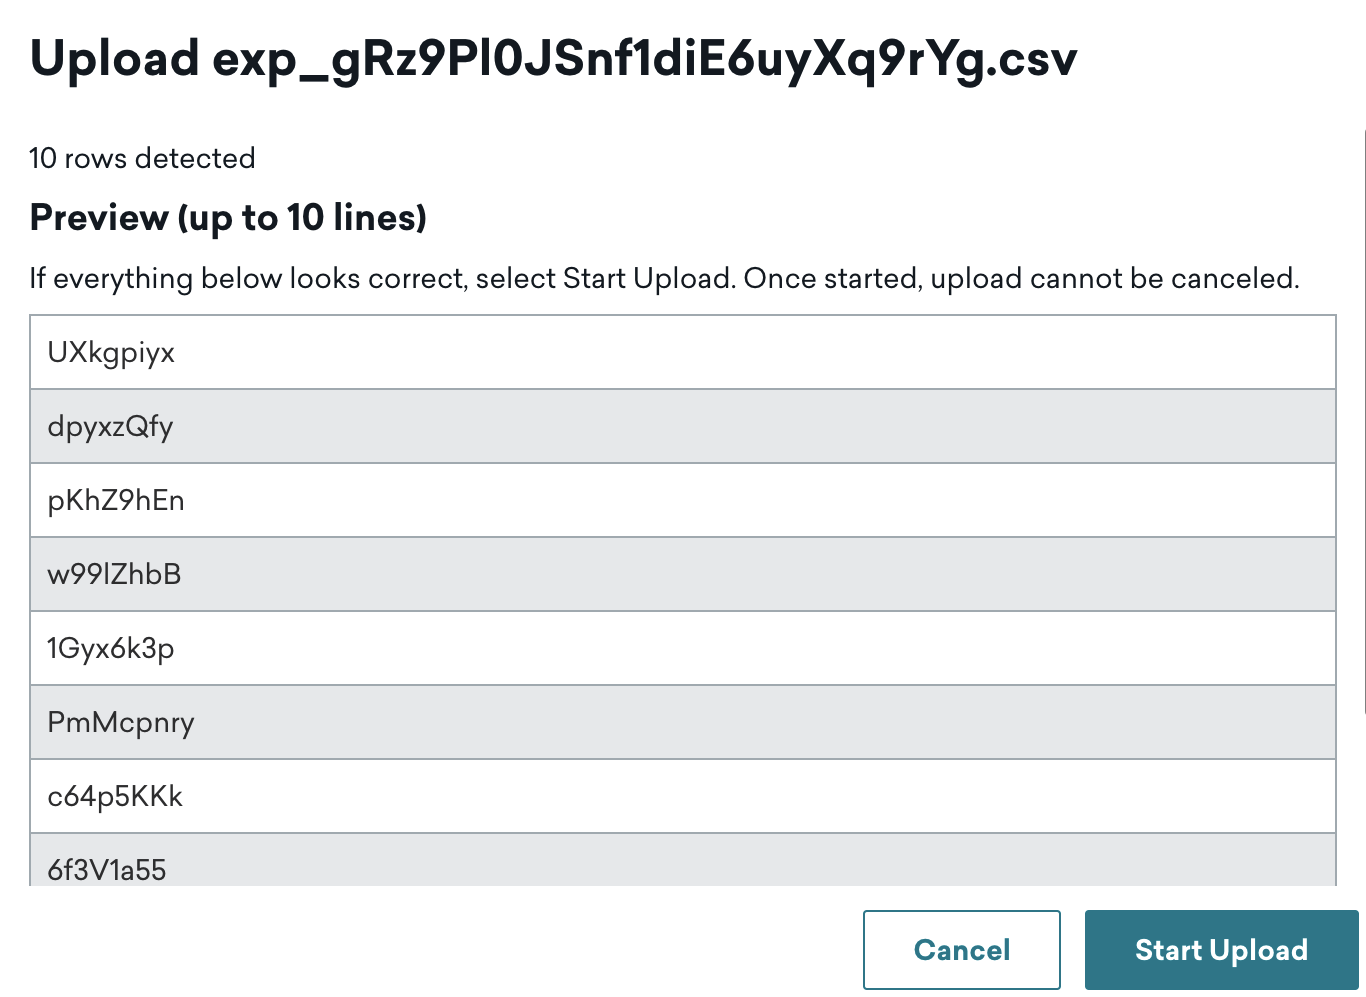 Upload exp_gRz9Pl0JSnf1diE6uyXq9rYg.csv
10 rows detected
Preview (up to 10 lines)
If everything below looks correct, select Start Upload. Once started, upload cannot be canceled.
UXkgpiyx
dpyxzQfy
pKhZ9hEn
w99lZhbB
1Gyx6k3p
PmMcpnry
c64p5KKk
6f3V1a55
Cancel
Start Upload